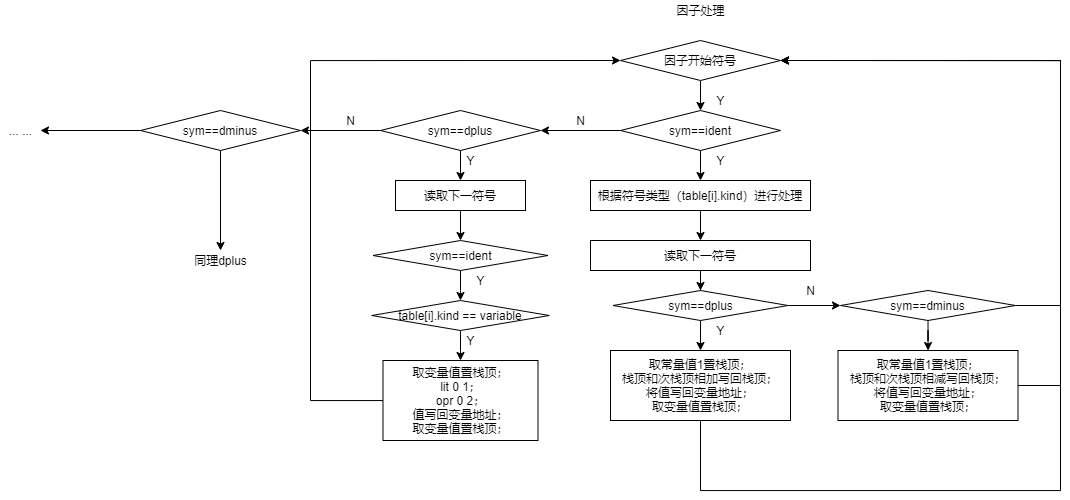 因子处理
因子开始符号
Y
sym==ident
N
sym==dplus
N
sym==dminus
... ...
Y
Y
读取下一符号
根据符号类型（table[i].kind）进行处理
sym==ident
读取下一符号
同理dplus
Y
table[i].kind == variable
sym==dplus
N
sym==dminus
Y
Y
取变量值置栈顶；
lit 0 1；
opr 0 2；
值写回变量地址；
取变量值置栈顶；
取常量值1置栈顶；
栈顶和次栈顶相加写回栈顶；
将值写回变量地址；
取变量值置栈顶；
取常量值1置栈顶；
栈顶和次栈顶相减写回栈顶；
将值写回变量地址；
取变量值置栈顶；